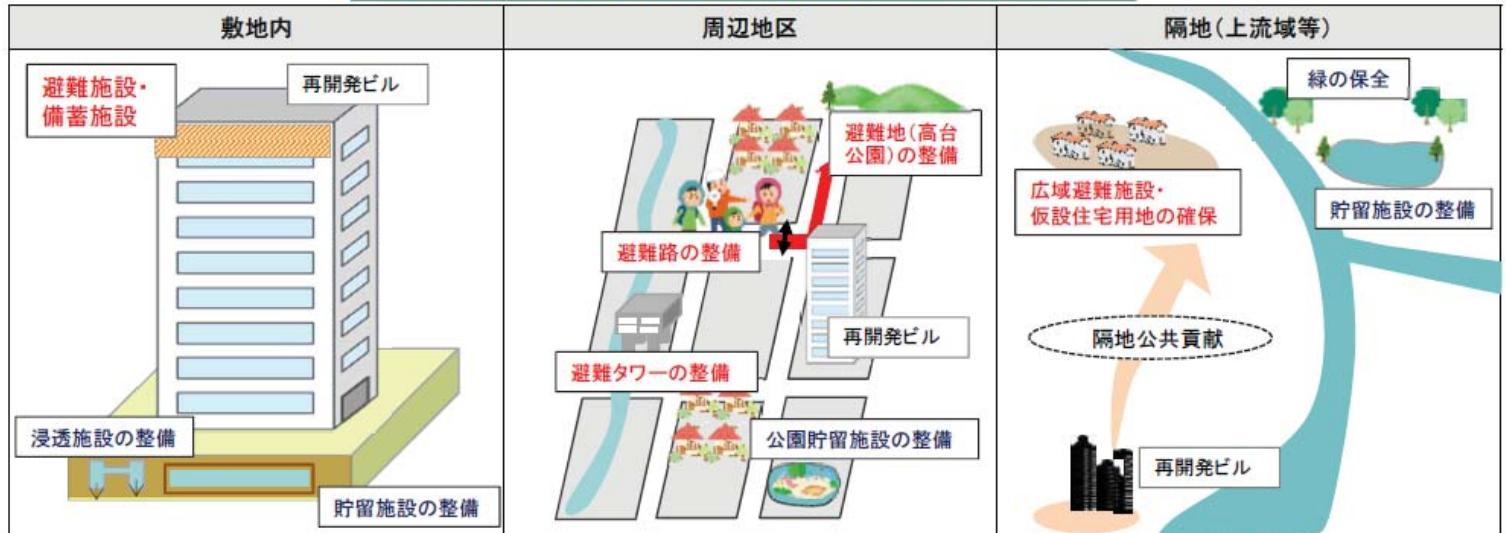 敷地内
周辺地区
隔地(上流域等)
避難施設・
備蓄施設
再開発ビル
浸透施設の整備
貯留施設の整備
避難地(高台
公園)の整備
避難路の整備
再開発ビル
避難タワーの整備
公園貯留施設の整備
緑の保全
広域避難施設・
仮設住宅用地の確保
貯留施設の整備
隔地公共貢献
再開発ビル